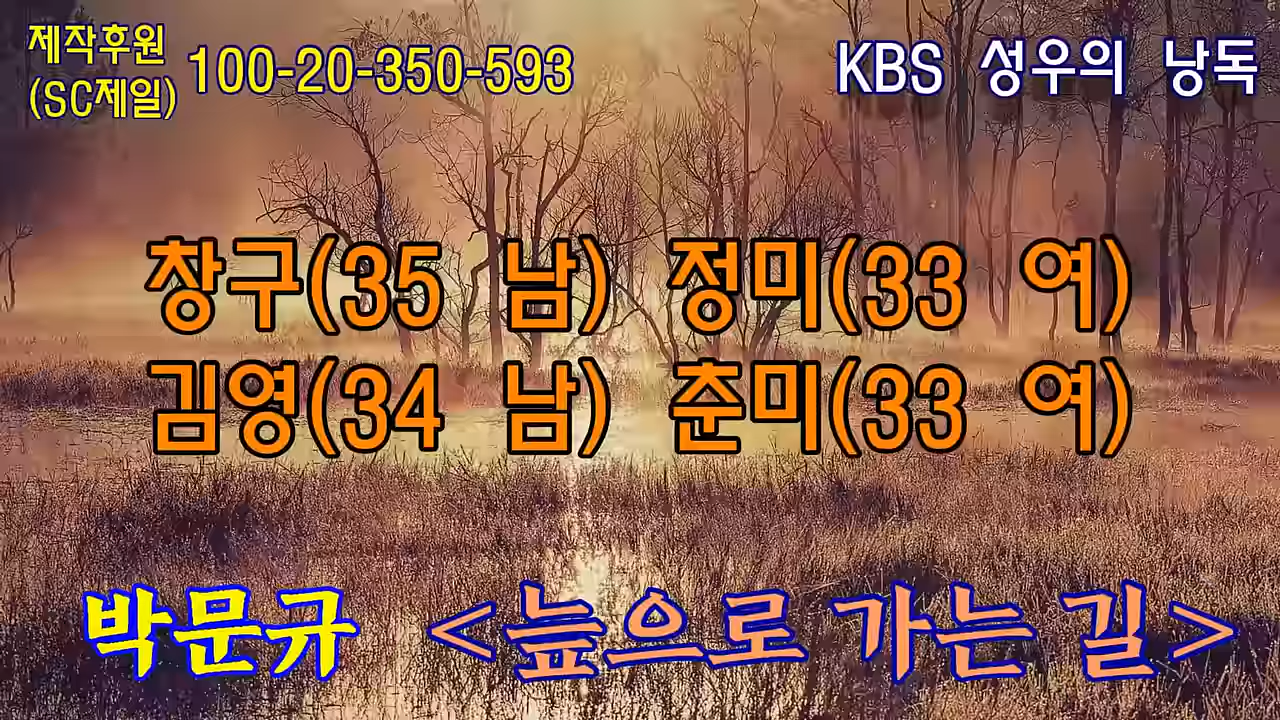 제작후원
(SC제일) 100-20-350-593
KBS 성우의 낭독
창구(35 남) 정미(33 여)
김영(34 남) 춘미(33 여)
박문규 <늪으로 가는 길>